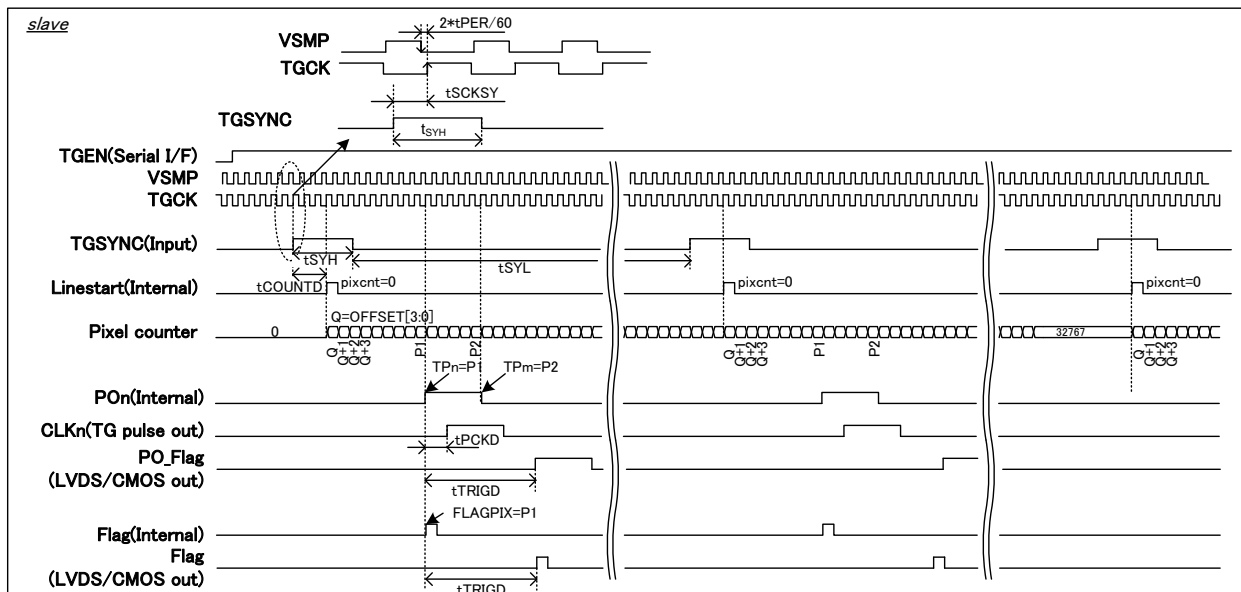 slave
2*tPER/60
VSMP
TGCK
tSCKSY
TGSYNC
tSYH
TGEN(Serial I/F)
VSMP
TGCK
TGSYNC(Input)
tSYH
tSYL
tCOUNTD
Linestart(Internal)
pixcnt=0
pixcnt=0
pixcnt=0
Q=OFFSET[3:0]
Pixel counter
0
32767
Q
Q+1
Q+2
Q+3
P1
P2
Q
Q+1
Q+2
Q+3
P1
P2
Q
Q+1
Q+2
Q+3
TPn=P1
TPm=P2
POn(Internal)
CLKn(TG pulse out)
tPCKD
PO_Flag
(LVDS/CMOS out)
tTRIGD
FLAGPIX=P1
Flag(Internal)
Flag
(LVDS/CMOS out)
tTRIGD